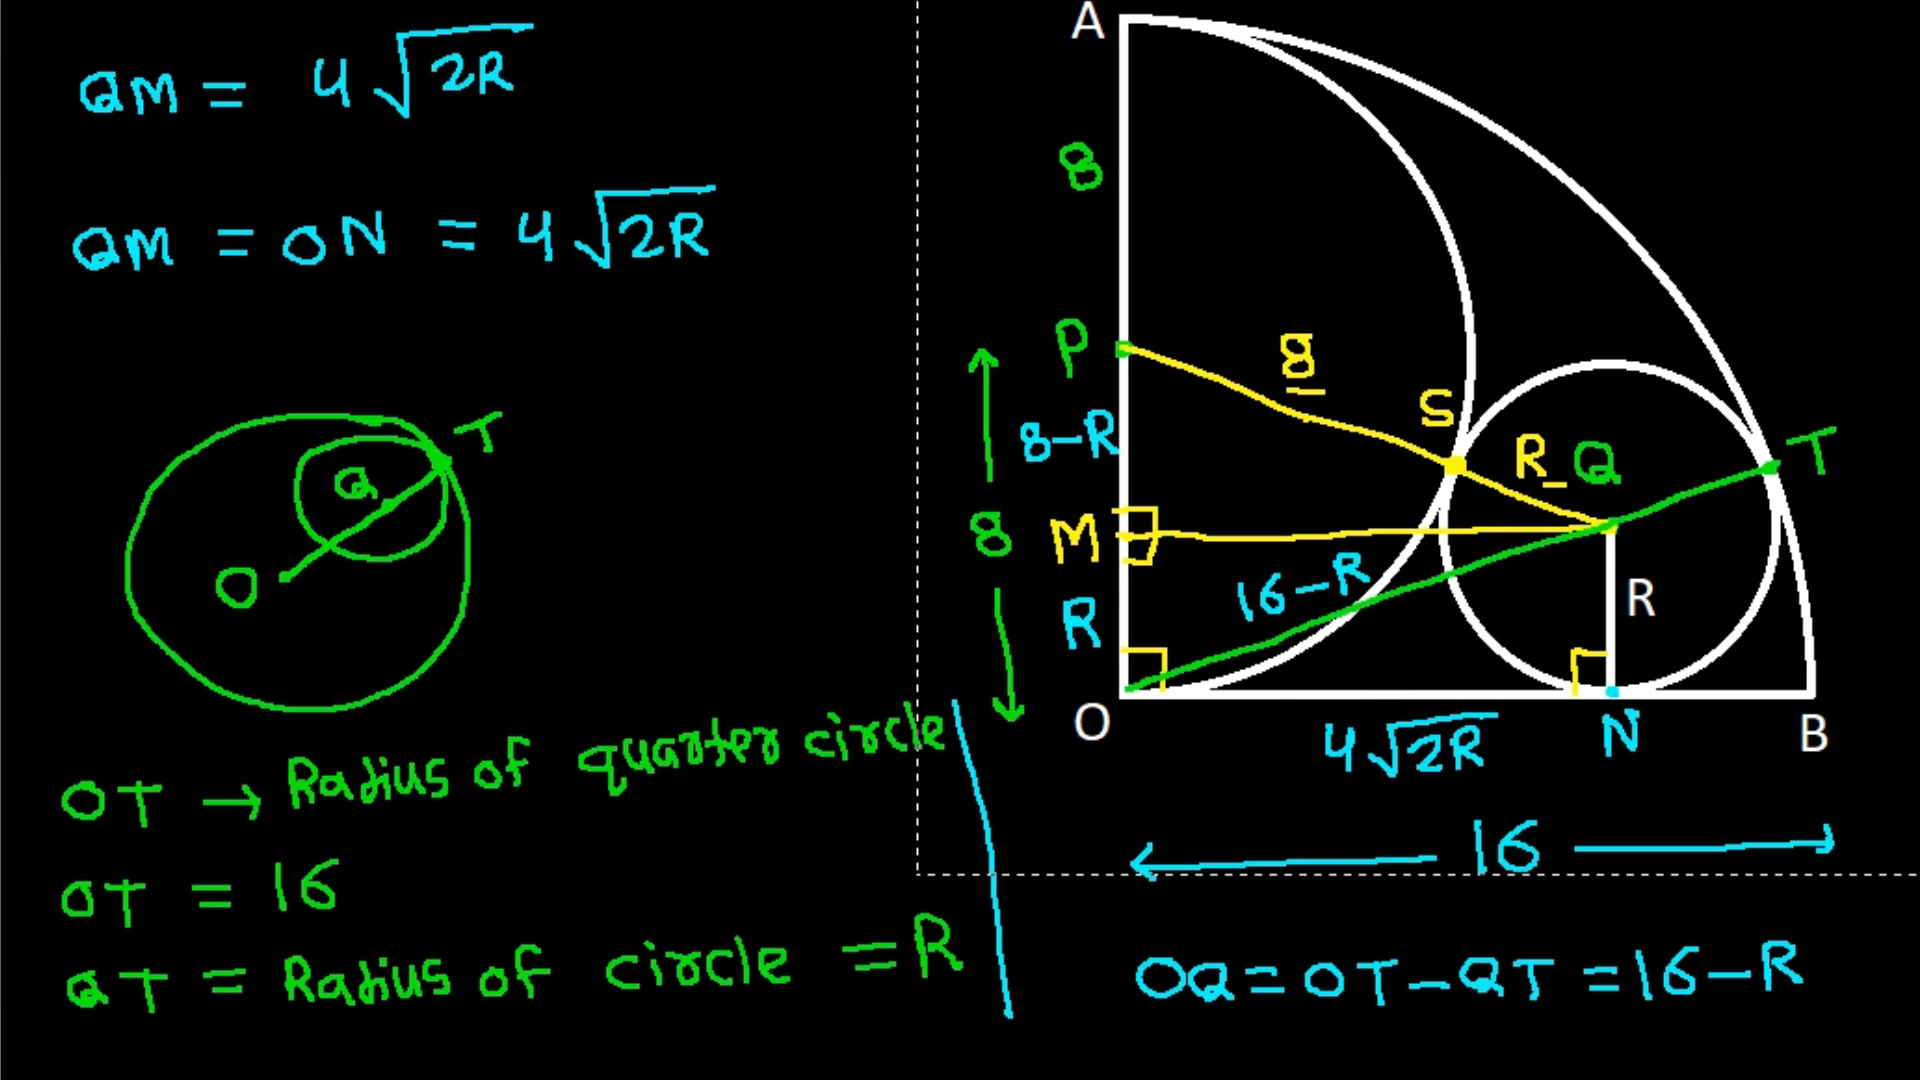 QM = 4√2R
QM = ON = 4√2R
T
Q
O
OT → Radius of quarter circle
OT = 16
QT = Radius of circle = R
A
8
P
8
S
8-R
R
Q
T
8
M
16-R
R
R
O
4√2R
N
B
16
OQ = OT - QT = 16 - R